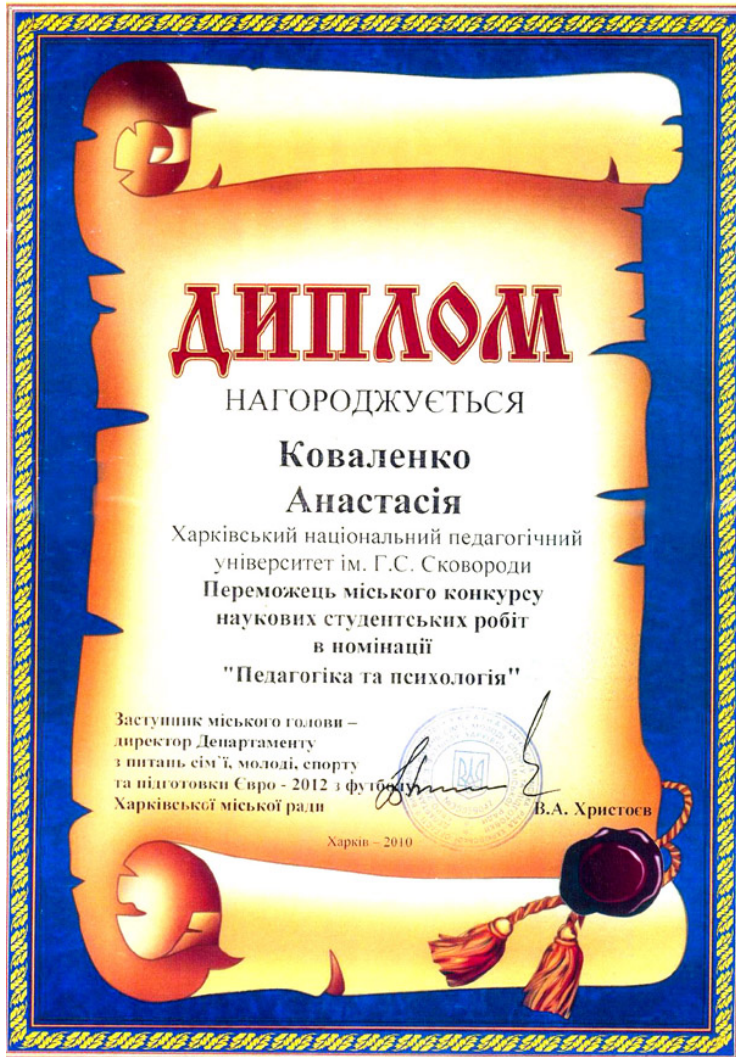 ДИПЛОМ
НАГОРОДЖУЄТЬСЯ
Коваленко
Анастасія
Харківський національний педагогічний
університет ім. Г.С. Сковороди
Переможець міського конкурсу
наукових студентських робіт
в номінації
"Педагогіка та психологія"
Заступник міського голови –
директор Департаменту
з питань сім`ї, молоді, спорту
та підготовки Євро - 2012 з футболу
Харківської міської ради
В.А. Христоєв
Харків – 2010